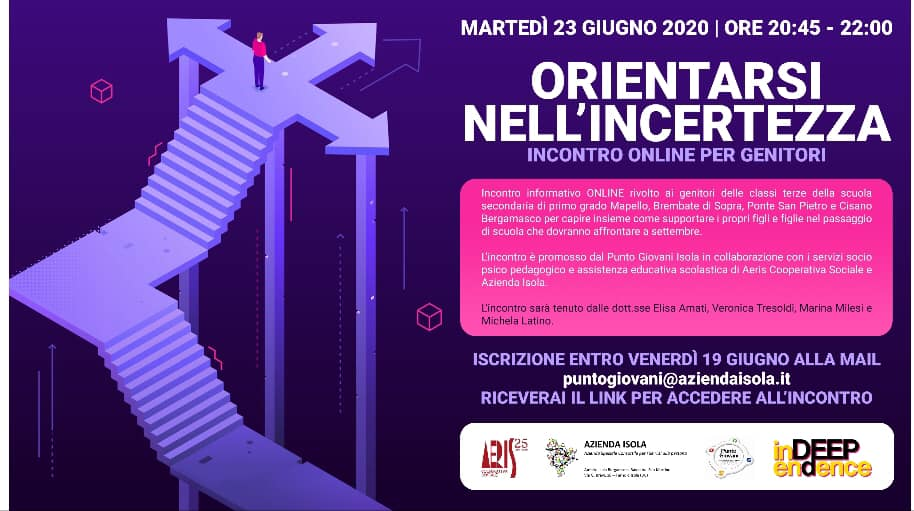 MARTEDÌ 23 GIUGNO 2020 | ORE 20:45 - 22:00
ORIENTARSI
NELL'INCERTEZZA
INCONTRO ONLINE PER GENITORI
Incontro informativo ONLINE rivolto ai genitori delle classi terze della scuola
secondaria di primo grado Mapello, Brembate di Sopra, Ponte San Pietro e Cisano
Bergamasco per capire insieme come supportare i propri figli e figlie nel passaggio
di scuola che dovranno affrontare a settembre.
L'incontro è promosso dal Punto Giovani Isola in collaborazione con i servizi socio
psico pedagogico e assistenza educativa scolastica di Aeris Cooperativa Sociale e
Azienda Isola.
L'incontro sarà tenuto dalle dott.sse Elisa Amati, Veronica Tresoldi, Marina Milesi e
Michela Latino.
ISCRIZIONE ENTRO VENERDÌ 19 GIUGNO ALLA MAIL
puntogiovani@aziendaisola.it
RICEVERAI IL LINK PER ACCEDERE ALL'INCONTRO
AERIS 25
AZIENDA ISOLA
Punto
Giovani
inDEEP
endence